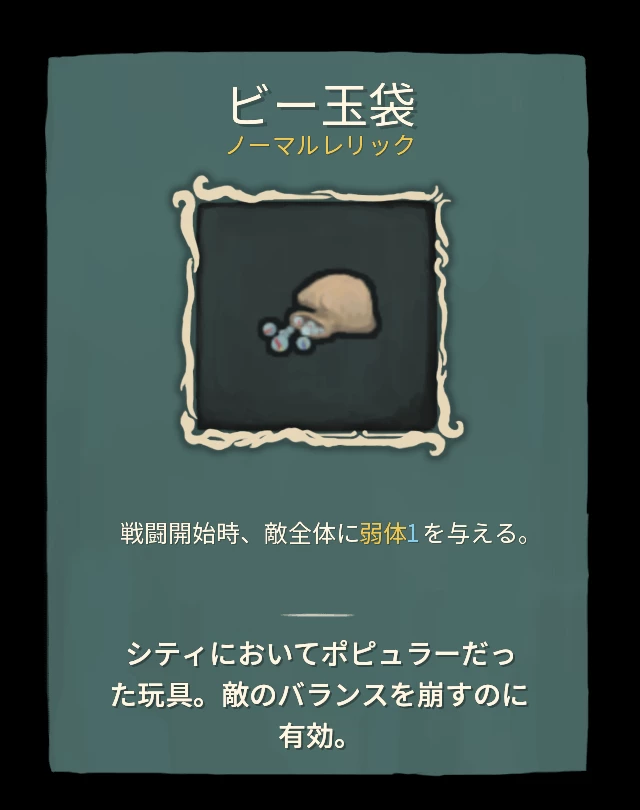 ビー玉袋
ノーマルレリック
戦闘開始時、敵全体に弱体1を与える。
シティにおいてポピュラーだっ
た玩具。敵のバランスを崩すのに
有効。